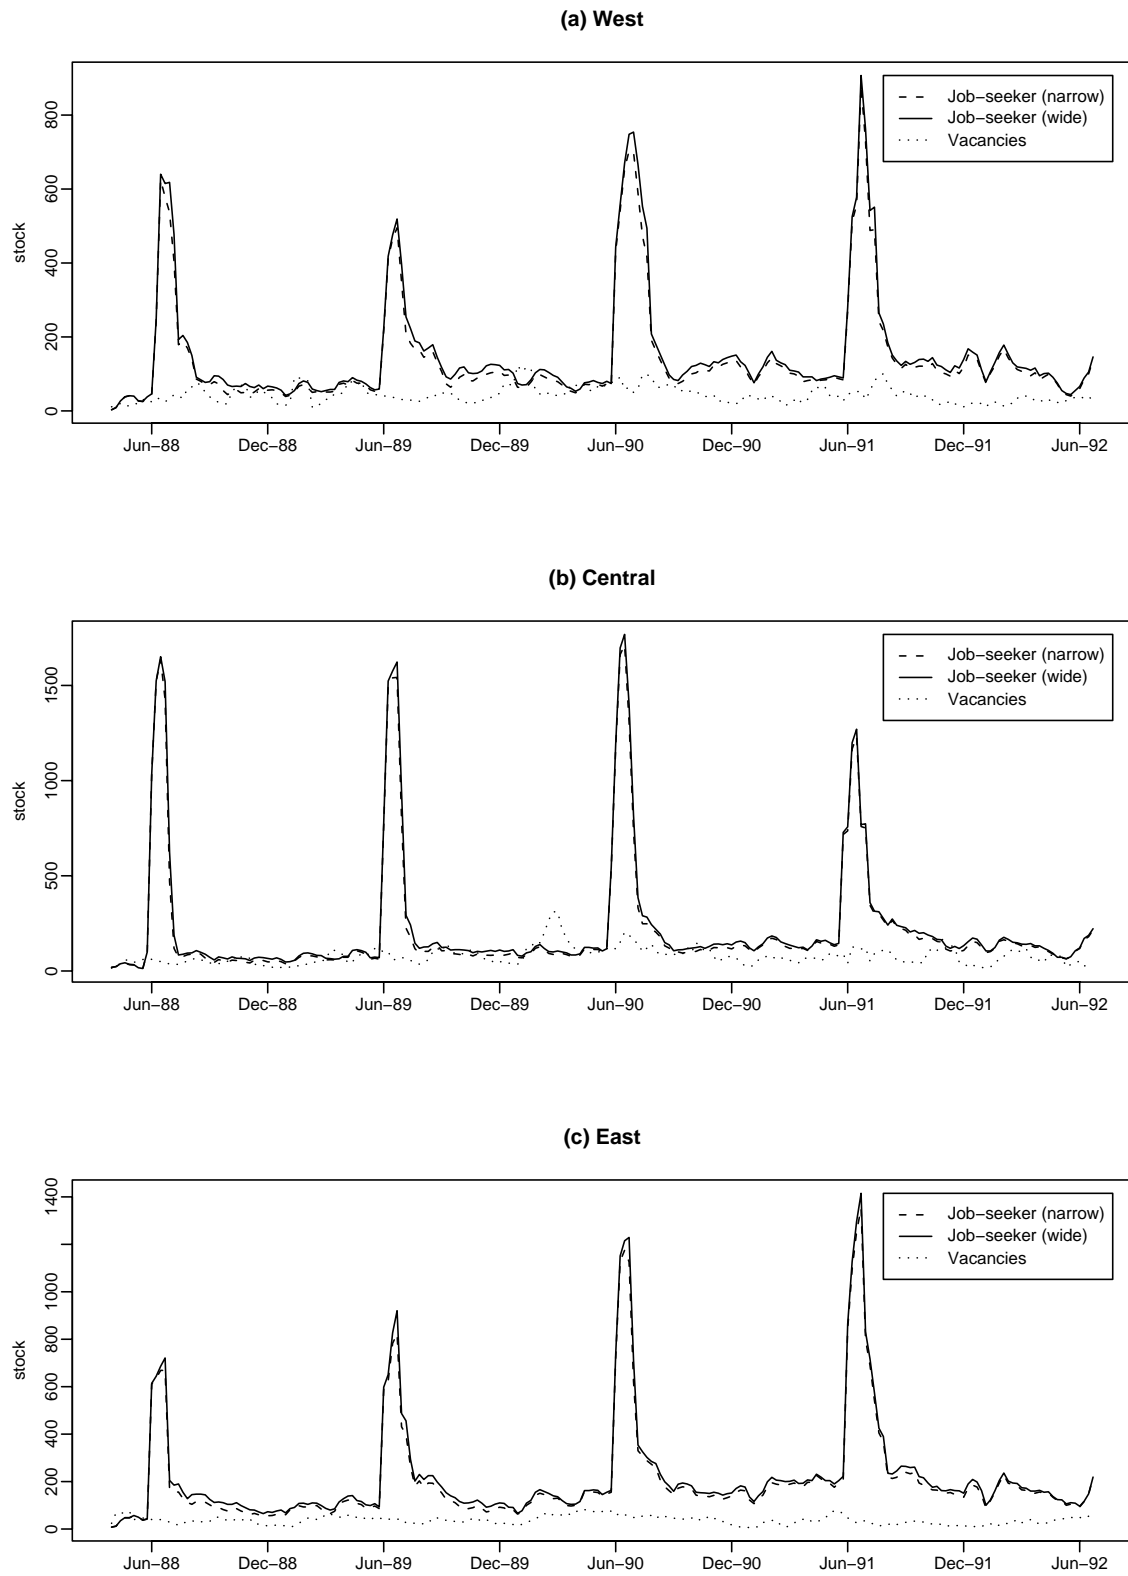 (a) West
stock
0
200
400
600
800
Job−seeker (narrow)
Job−seeker (wide)
Vacancies
Jun−88 Dec−88 Jun−89 Dec−89 Jun−90 Dec−90 Jun−91 Dec−91 Jun−92
(b) Central
stock
0
500
1000
1500
Job−seeker (narrow)
Job−seeker (wide)
Vacancies
Jun−88 Dec−88 Jun−89 Dec−89 Jun−90 Dec−90 Jun−91 Dec−91 Jun−92
(c) East
stock
0
200
400
600
800
1000
1400
Job−seeker (narrow)
Job−seeker (wide)
Vacancies
Jun−88 Dec−88 Jun−89 Dec−89 Jun−90 Dec−90 Jun−91 Dec−91 Jun−92